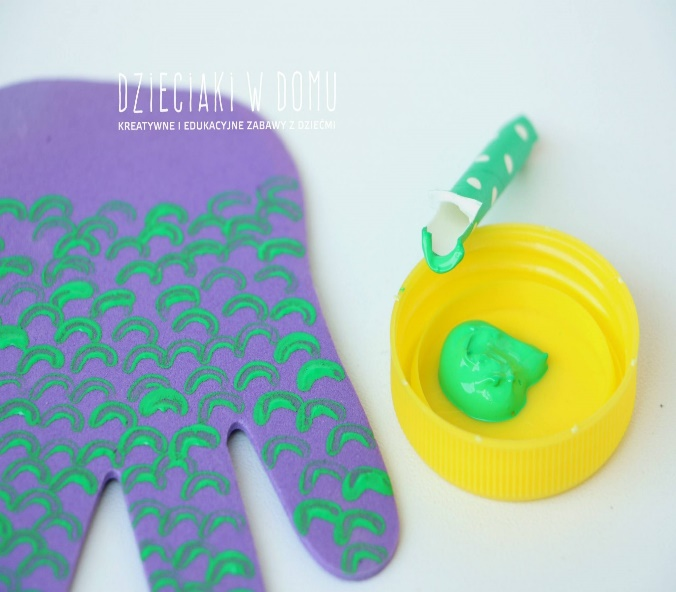 DZIECIAKI W DOMU
KREATYWNE I EDUKACYJNE ZABAWY Z DZIEĆMI